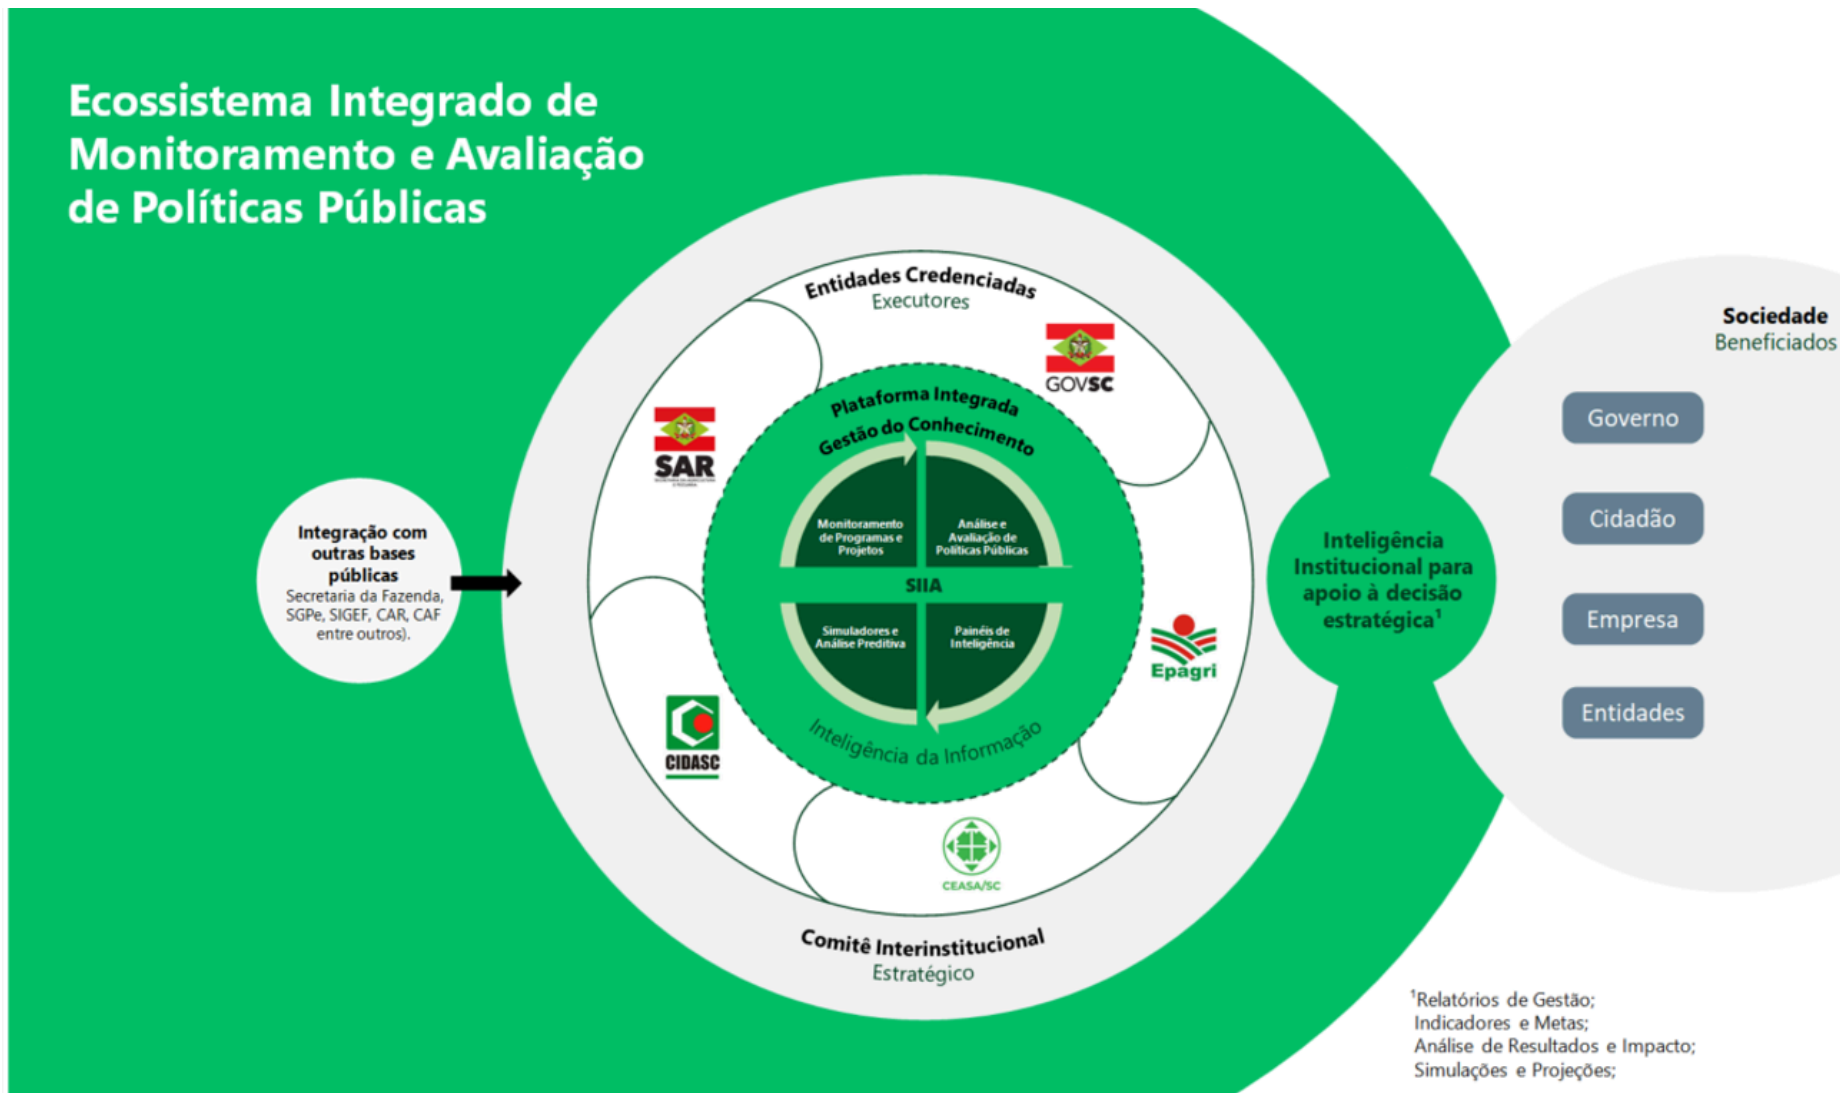 Ecossistema Integrado de
Monitoramento e Avaliação
de Políticas Públicas
Entidades Credenciadas
Executores
GOVSC
SAR
Plataforma Integrada
Gestão do Conhecimento
Monitoramento
de Programas e
Projetos
Análise e
Avaliação de
Políticas Públicas
SIIA
Simuladores e
Análise Preditiva
Painéis de
Inteligência
Inteligência da Informação
Epagri
CIDASC
CEASA/SC
Comitê Interinstitucional
Estratégico
Integração com
outras bases
públicas
Secretaria da Fazenda,
SGPe, SIGEF, CAR, CAF
entre outros).
Inteligência
Institucional para
apoio à decisão
estratégica¹
Sociedade
Beneficiados
Governo
Cidadão
Empresa
Entidades
¹Relatórios de Gestão;
Indicadores e Metas;
Análise de Resultados e Impacto;
Simulações e Projeções;